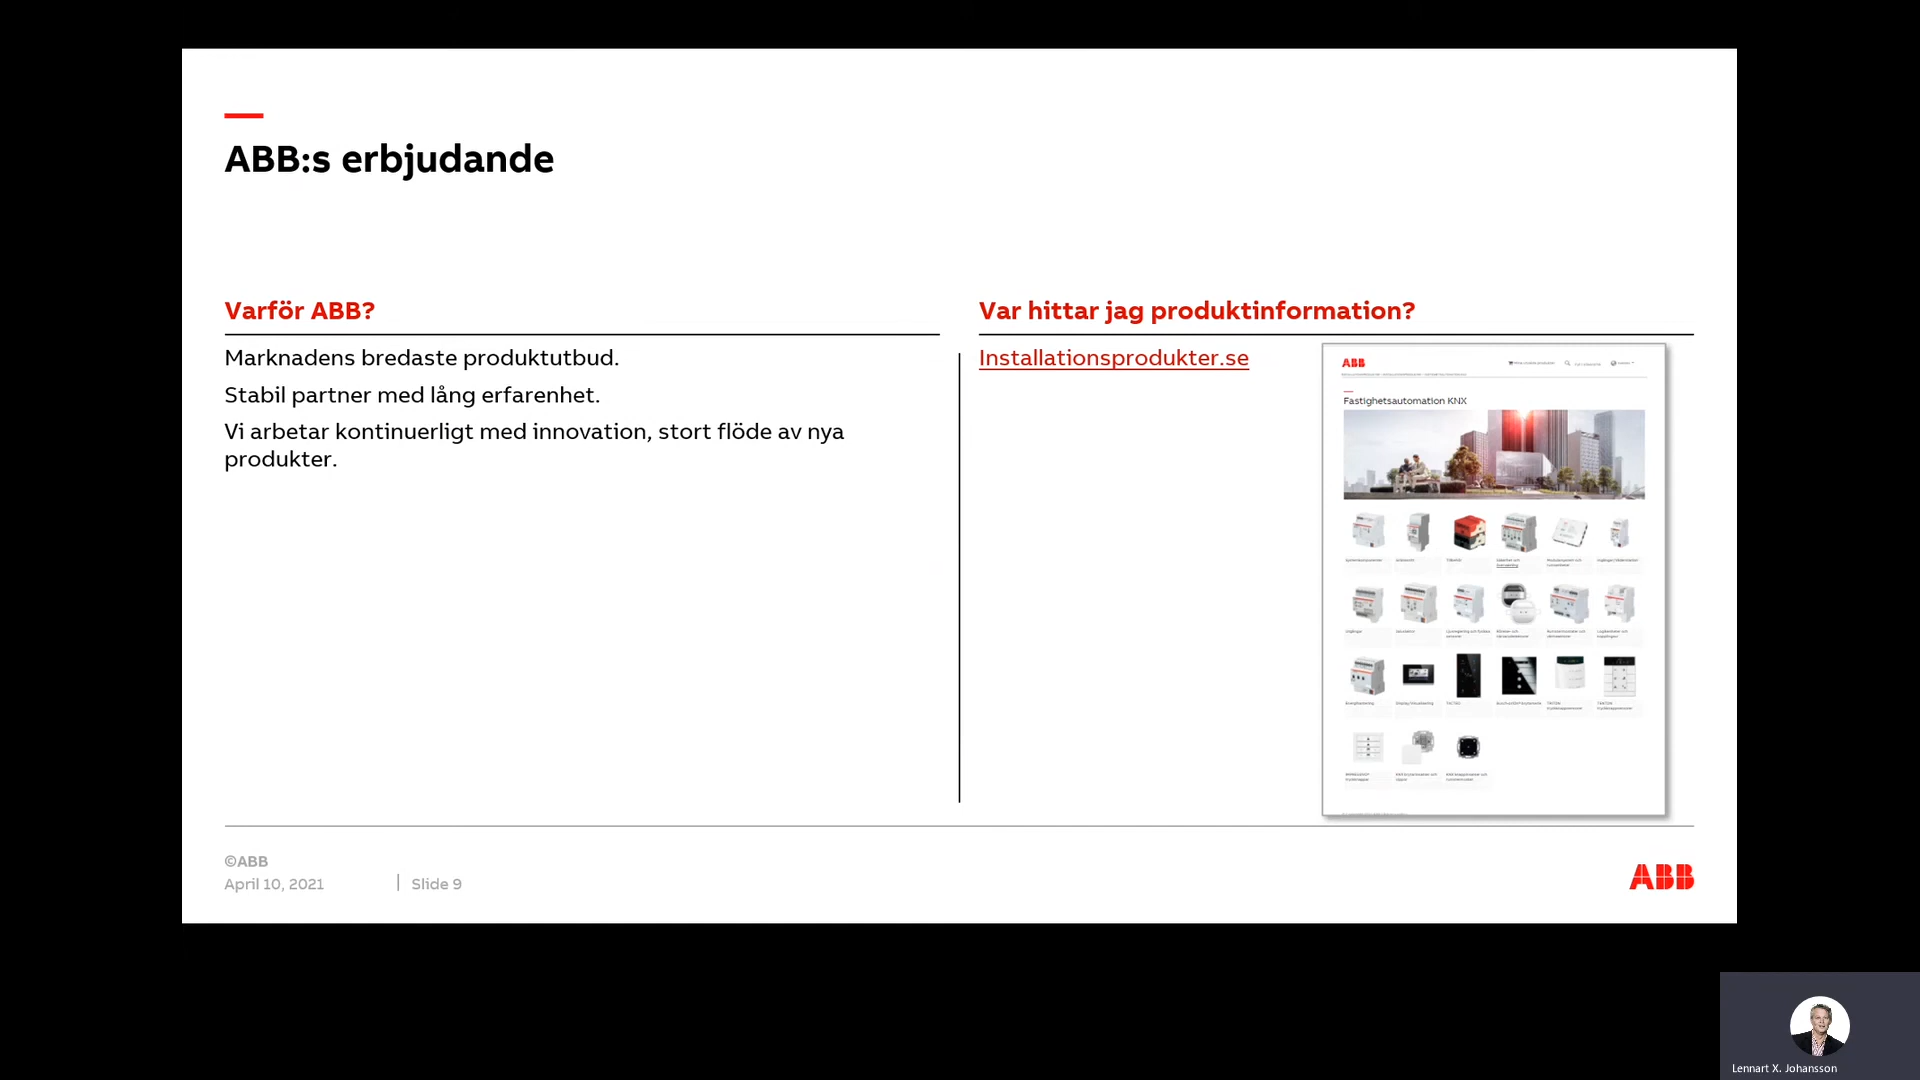 ABB:s erbjudande
Varför ABB?
Marknadens bredaste produktutbud.
Stabil partner med lång erfarenhet.
Vi arbetar kontinuerligt med innovation, stort flöde av nya
produkter.
Var hittar jag produktinformation?
Installationsprodukter.se
ABB
Fastighetsautomation KNX
©ABB
April 10, 2021
Slide 9
ABB
Lennart X. Johansson